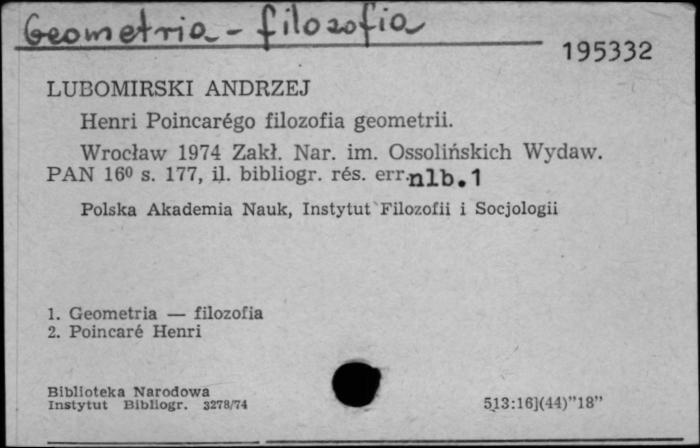 Geometria - filozofia
195332
LUBOMIRSKI ANDRZEJ
Henri Poincarégo filozofia geometrii.
Wrocław 1974 Zakł. Nar. im. Ossolińskich Wydaw.
PAN 16⁰ s. 177, il. bibliogr. rés. err. nlb. 1
Polska Akademia Nauk, Instytut Filozofii i Socjologii
1. Geometria — filozofia
2. Poincaré Henri
Biblioteka Narodowa
Instytut Bibliogr. 3278/74
513:16](44)"18"